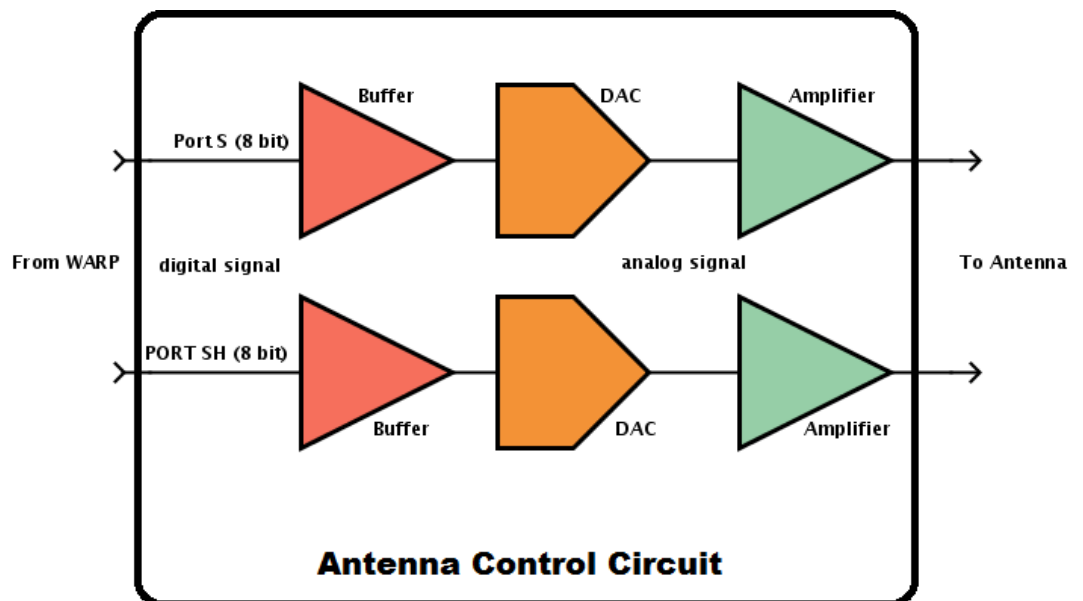 Buffer
DAC
Amplifier
Port S (8 bit)
From WARP
digital signal
analog signal
To Antenna
PORT SH (8 bit)
Buffer
DAC
Amplifier
Antenna Control Circuit